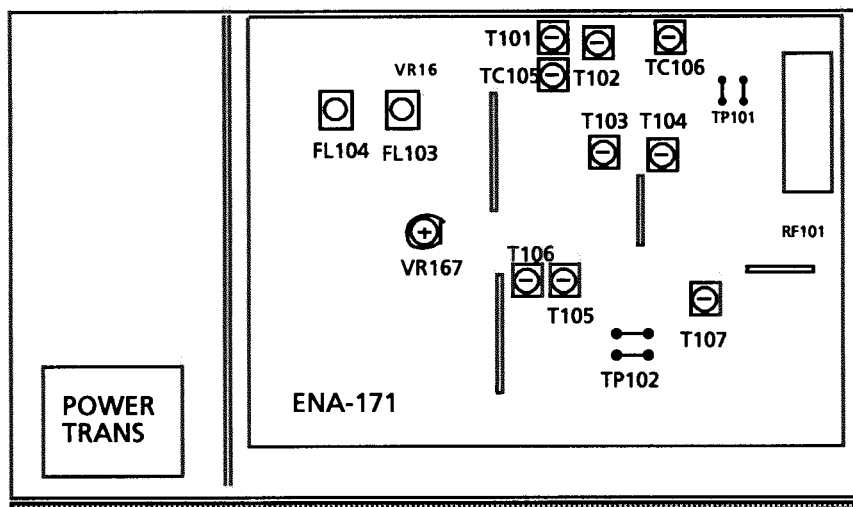 T101
T102
TC106
VR16
TC105
TP101
T103
T104
FL104
FL103
RF101
VR167
T106
T105
T107
TP102
ENA-171
POWER
TRANS